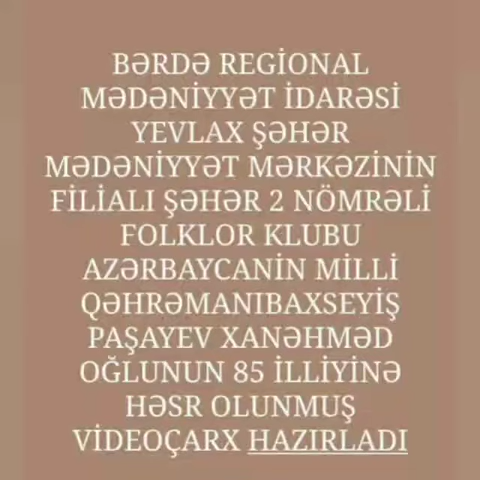 BƏRDƏ REGİONAL
MƏDƏNİYYƏT İDARƏSİ
YEVLAX ŞƏHƏR
MƏDƏNİYYƏT MƏRKƏZİNİN
FİLİALI ŞƏHƏR 2 NÖMRƏLİ
FOLKLOR KLUBU
AZƏRBAYCANİN MİLLİ
QƏHRƏMANIBAXSEYİŞ
PAŞAYEV XANƏHMƏD
OĞLUNUN 85 İLLİYİNƏ
HƏSR OLUNMUŞ
VİDEOÇARX HAZIRLADI